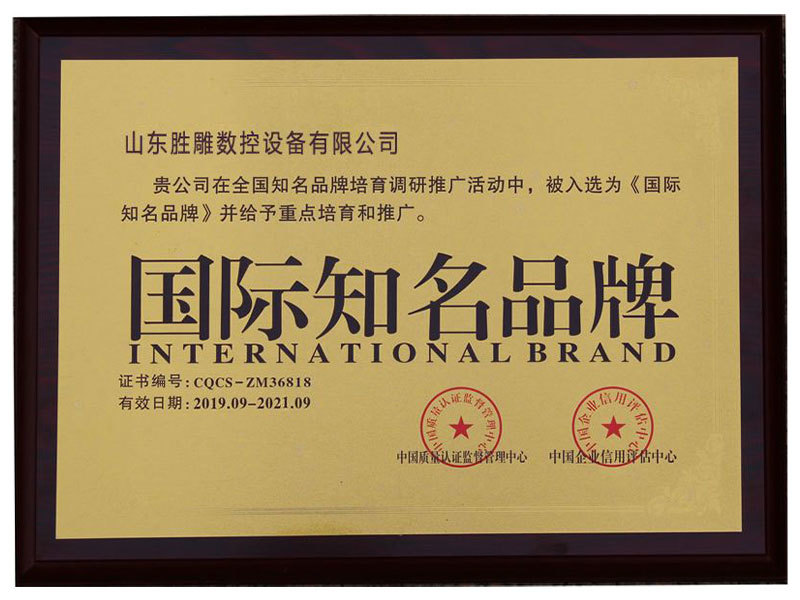 山东胜雕数控设备有限公司
贵公司在全国知名品牌培育调研推广活动中，被入选为《国际
知名品牌》并给予重点培育和推广。
国际知名品牌
INTERNATIONAL BRAND
证书编号：CQCS-ZM36818
有效日期：2019.09-2021.09
中国质量认证监督管理中心
中国质量认证监督管理中心
中国企业信用评估中心
中国企业信用评估中心